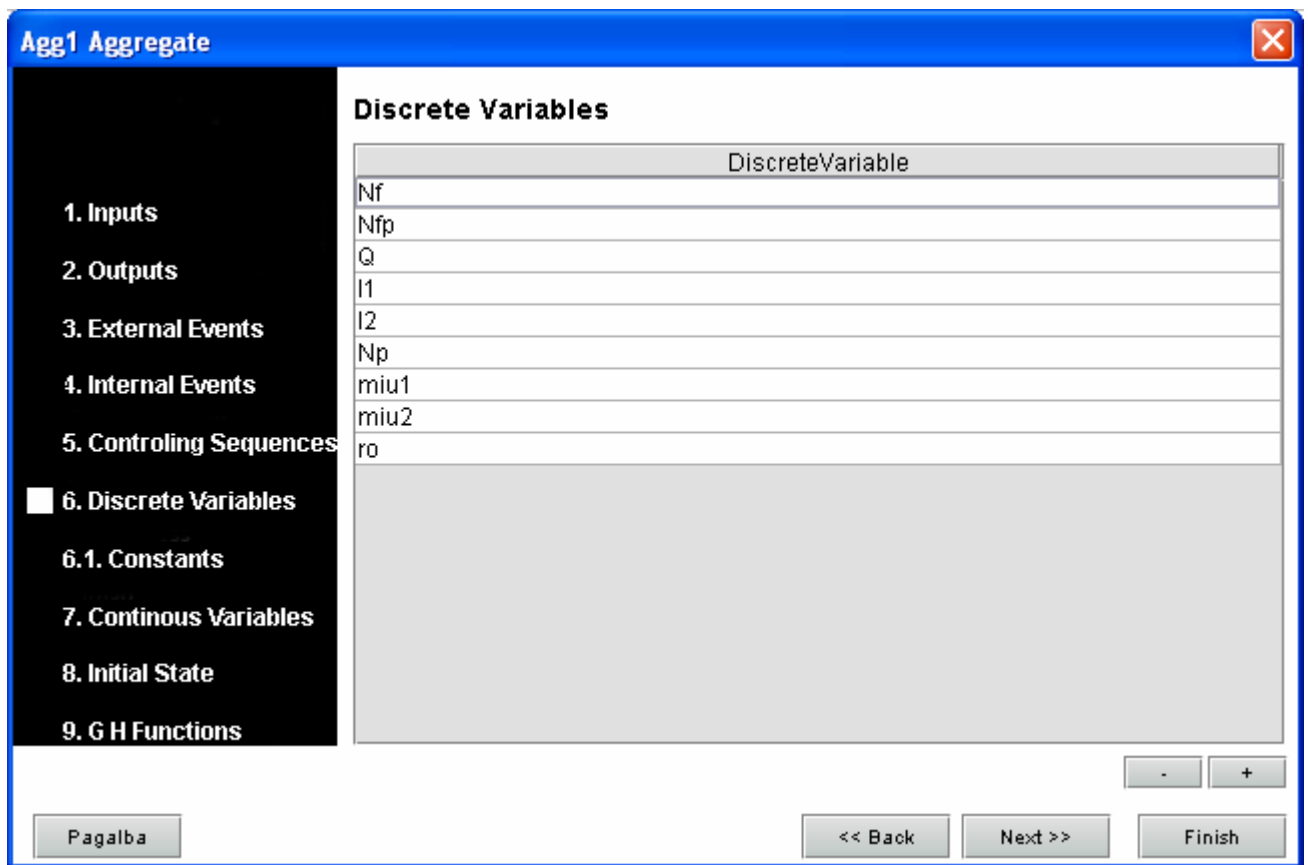 Agg1 Aggregate
1. Inputs
2. Outputs
3. External Events
4. Internal Events
5. Controling Sequences
6. Discrete Variables
6.1. Constants
7. Continous Variables
8. Initial State
9. G H Functions
Discrete Variables
DiscreteVariable
Nf
Nfp
Q
l1
l2
Np
miu1
miu2
ro
- +
Pagalba << Back Next >> Finish